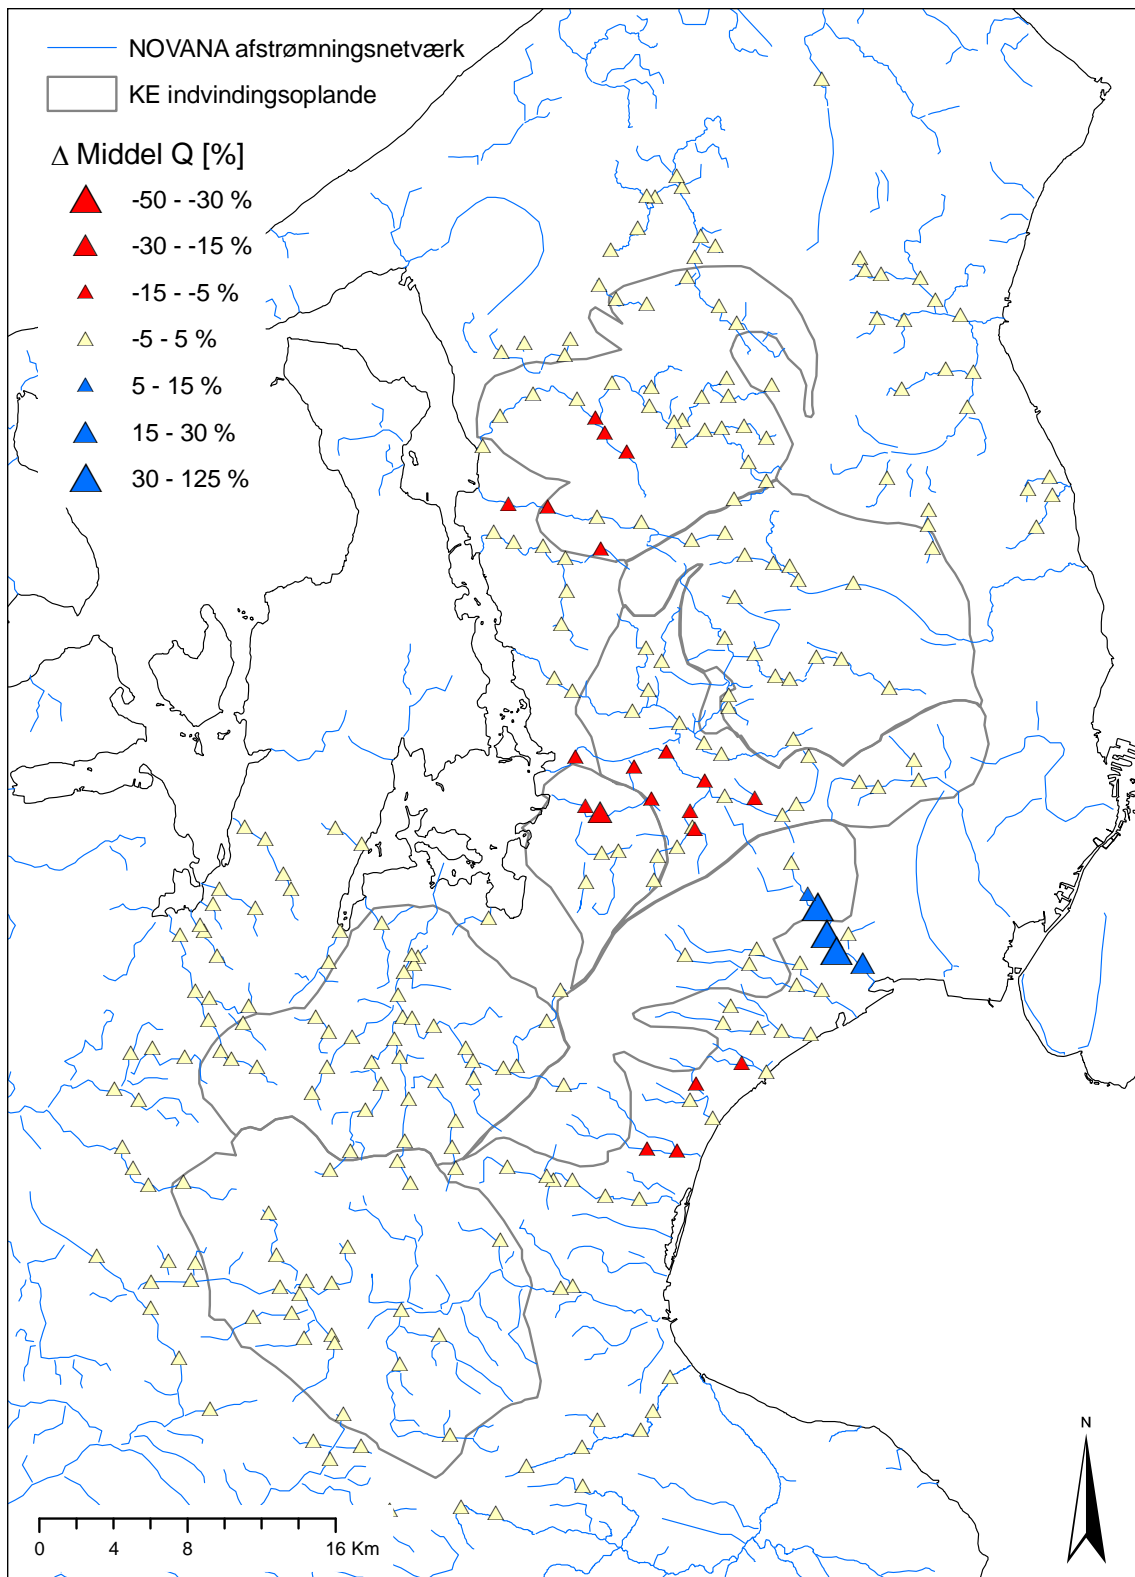 NOVANA afstrømningsnetværk
KE indvindingsoplande
Δ Middel Q [%]
-50 - -30 %
-30 - -15 %
-15 - -5 %
-5 - 5 %
5 - 15 %
15 - 30 %
30 - 125 %
N
0 4 8 16 Km